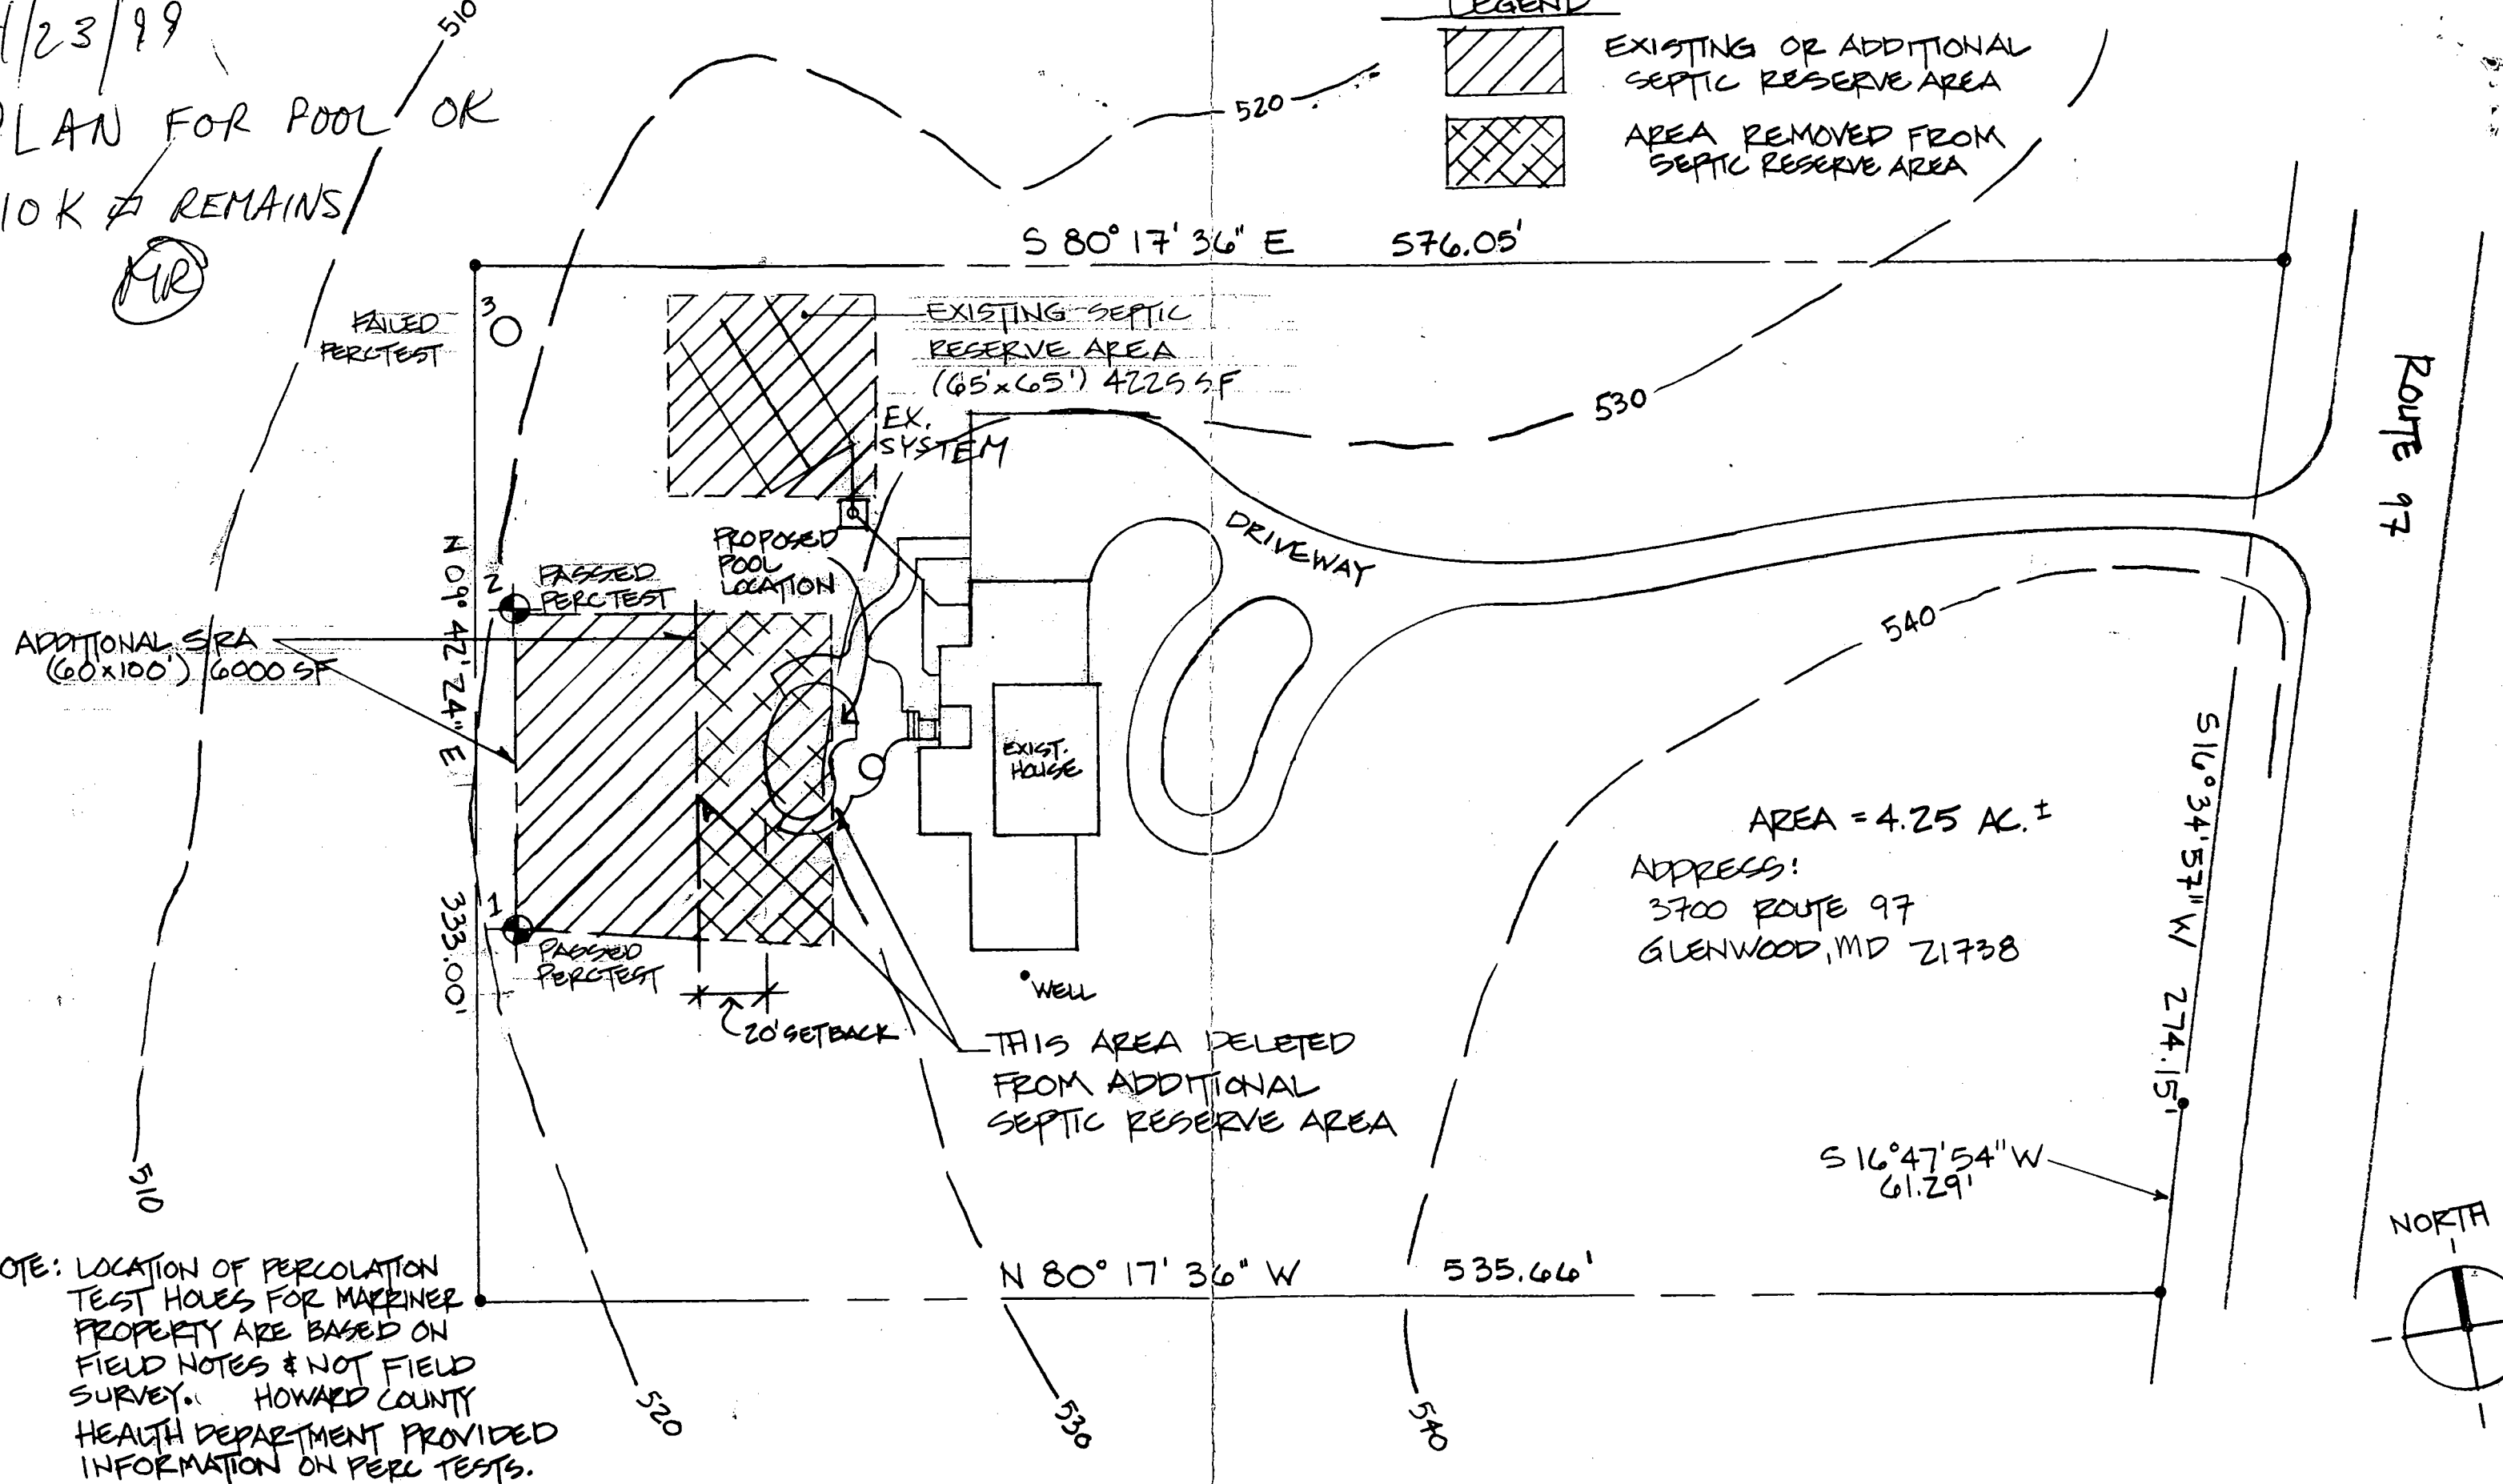 /23/99
PLAN FOR POOL OK
10K REMAINS
MR
510
520
LEGEND
EXISTING OR ADDITIONAL
SEPTIC RESERVE AREA
AREA REMOVED FROM
SEPTIC RESERVE AREA
S 80° 17' 36" E 576.05'
3
FAILED
PERC TEST
EXISTING SEPTIC
RESERVE AREA
(65'x65') 4225 SF
EX.
SYSTEM
530
ROUTE 97
DRIVEWAY
PROPOSED
POOL
LOCATION
N 09° 42' 24" E 333.00'
2
PASSED
PERC TEST
ADDITIONAL SRA
(60x100') 6000 SF
540
EXIST.
HOUSE
S 16° 34' 57" W 274.15'
AREA = 4.25 AC. ±
ADDRESS:
3700 ROUTE 97
GLENWOOD, MD 21738
1
PASSED
PERC TEST
WELL
20' SETBACK
THIS AREA DELETED
FROM ADDITIONAL
SEPTIC RESERVE AREA
S 16° 47' 54" W
61.29'
510
NORTH
N 80° 17' 36" W 535.66'
OTE: LOCATION OF PERCOLATION
TEST HOLES FOR MARRINER
PROPERTY ARE BASED ON
FIELD NOTES & NOT FIELD
SURVEY. HOWARD COUNTY
HEALTH DEPARTMENT PROVIDED
INFORMATION ON PERC TESTS.
520
530
540